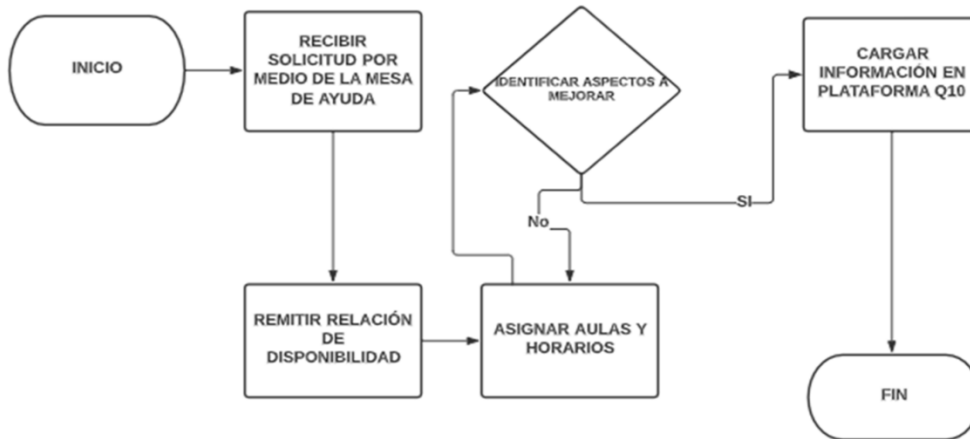 INICIO
RECIBIR
SOLICITUD POR
MEDIO DE LA MESA
DE AYUDA
IDENTIFICAR ASPECTOS A
MEJORAR
CARGAR
INFORMACIÓN EN
PLATAFORMA Q10
SI
No
REMITIR RELACIÓN
DE
DISPONIBILIDAD
ASIGNAR AULAS Y
HORARIOS
FIN